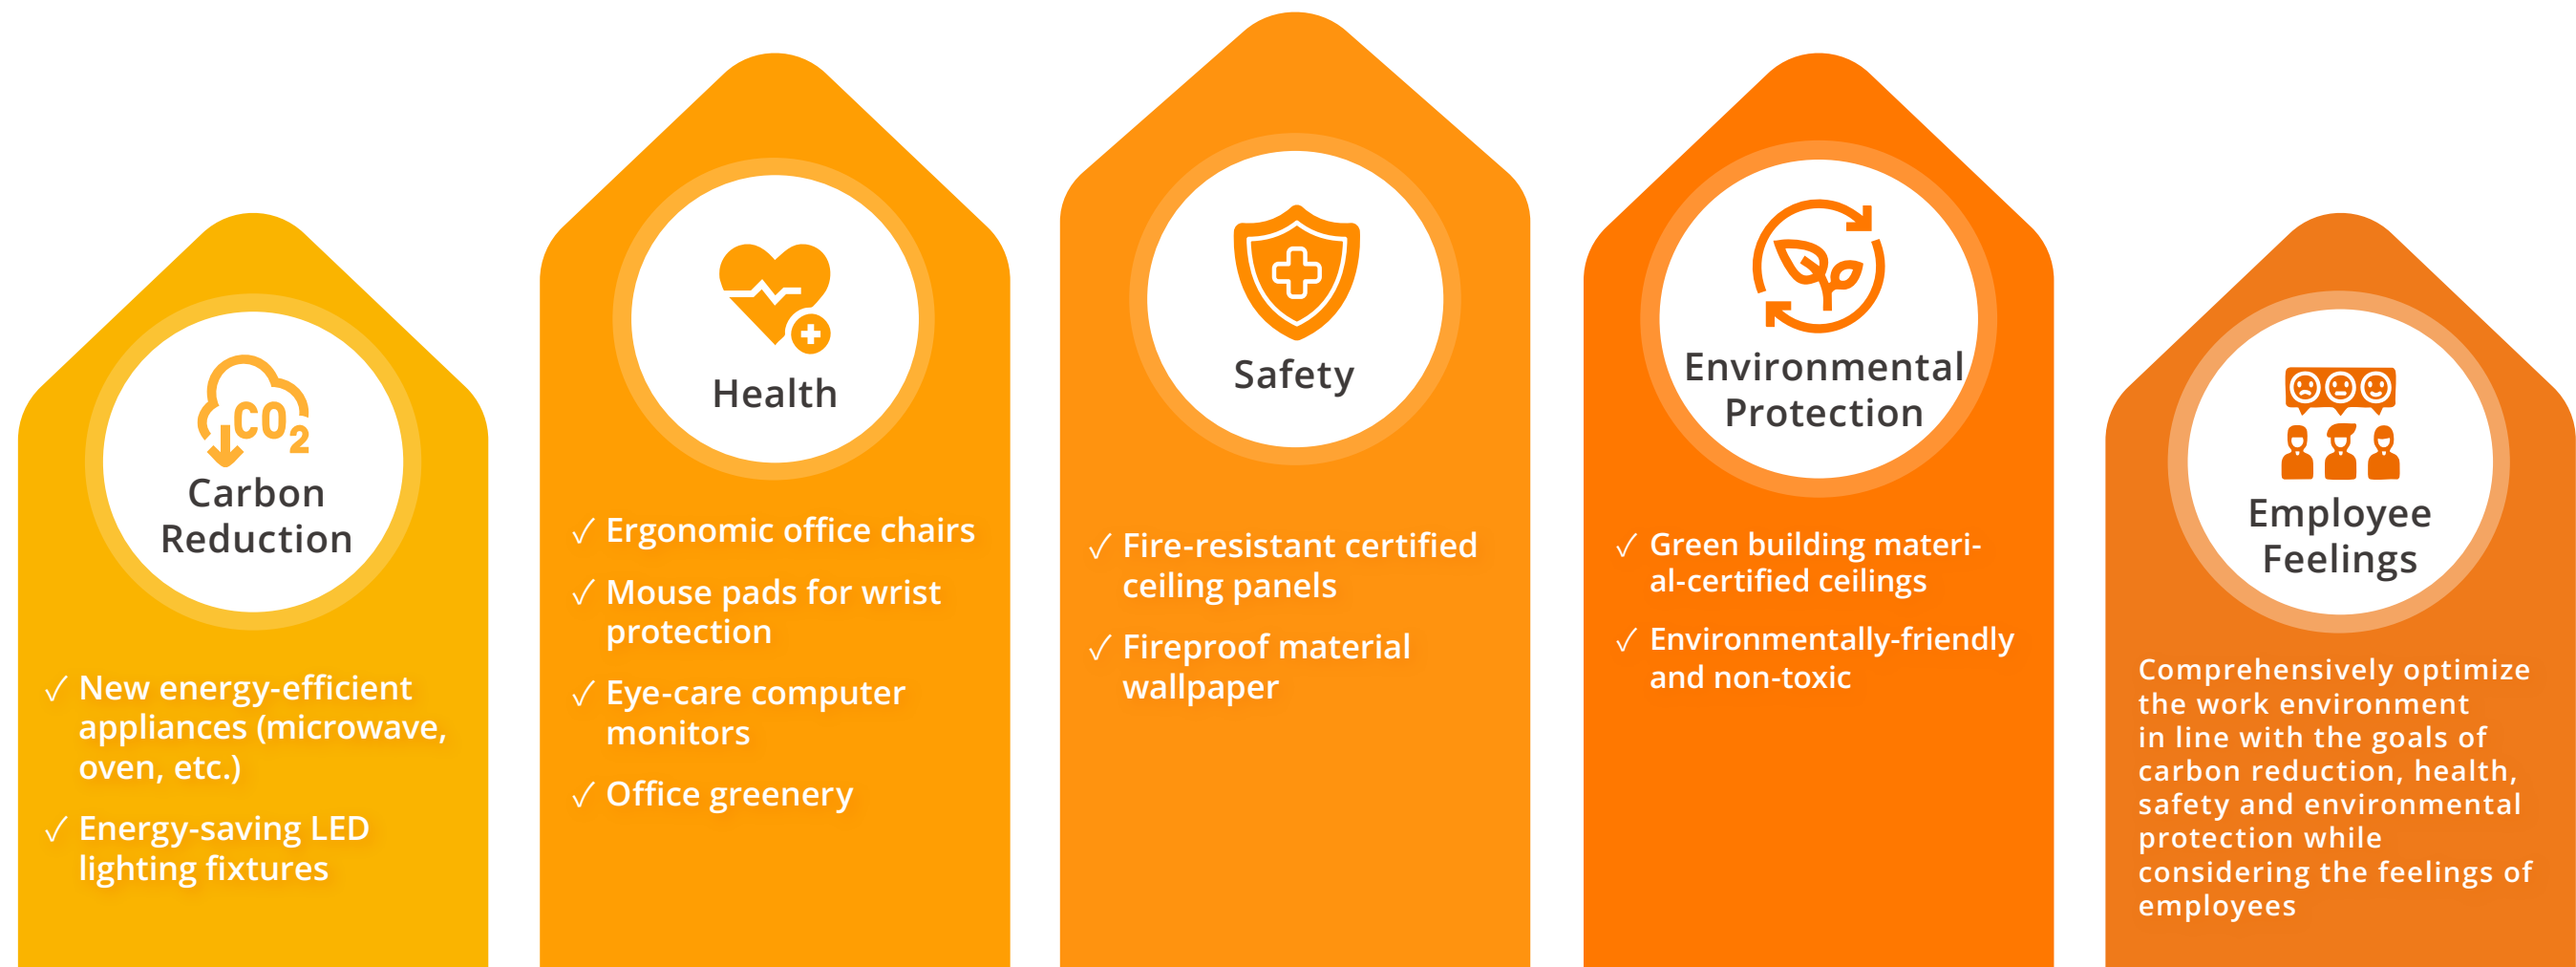 CO2
Carbon
Reduction
✓ New energy-efficient
appliances (microwave,
oven, etc.)
✓ Energy-saving LED
lighting fixtures
Health
✓ Ergonomic office chairs
✓ Mouse pads for wrist
protection
✓ Eye-care computer
monitors
✓ Office greenery
Safety
✓ Fire-resistant certified
ceiling panels
✓ Fireproof material
wallpaper
Environmental
Protection
✓ Green building materi-
al-certified ceilings
✓ Environmentally-friendly
and non-toxic
Employee
Feelings
Comprehensively optimize
the work environment
in line with the goals of
carbon reduction, health,
safety and environmental
protection while
considering the feelings of
employees